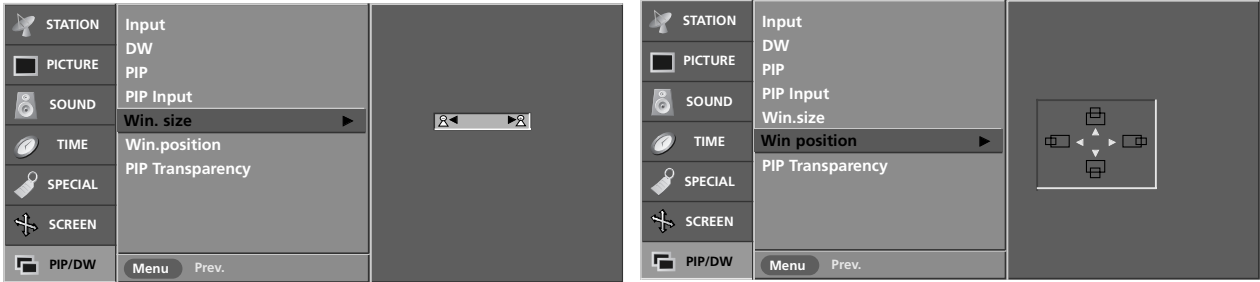 STATION
PICTURE
SOUND
TIME
SPECIAL
SCREEN
PIP/DW
Input
DW
PIP
PIP Input
Win. size ▶
Win.position
PIP Transparency
Menu Prev.
STATION
PICTURE
SOUND
TIME
SPECIAL
SCREEN
PIP/DW
Input
DW
PIP
PIP Input
Win.size
Win position ▶
PIP Transparency
Menu Prev.